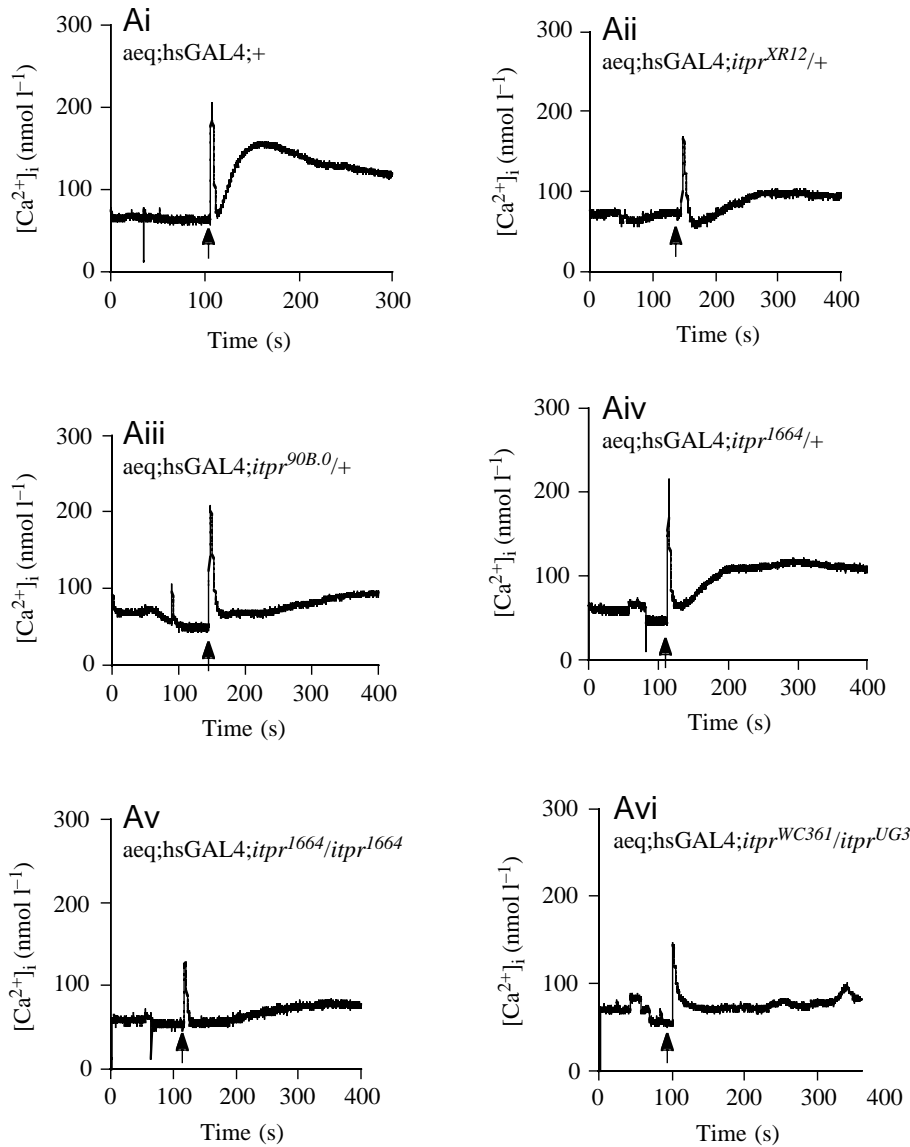 Ai
aeq;hsGAL4;+
300
200
100
0
[Ca²⁺]ᵢ (nmol l⁻¹)
0 100 200 300
Time (s)
Aii
aeq;hsGAL4;itprXR12/+
300
200
100
0
[Ca²⁺]ᵢ (nmol l⁻¹)
0 100 200 300 400
Time (s)
Aiii
aeq;hsGAL4;itpr90B.0/+
300
200
100
0
[Ca²⁺]ᵢ (nmol l⁻¹)
0 100 200 300 400
Time (s)
Aiv
aeq;hsGAL4;itpr1664/+
300
200
100
0
[Ca²⁺]ᵢ (nmol l⁻¹)
0 100 200 300 400
Time (s)
Av
aeq;hsGAL4;itpr1664/itpr1664
300
200
100
0
[Ca²⁺]ᵢ (nmol l⁻¹)
0 100 200 300 400
Time (s)
Avi
aeq;hsGAL4;itprWC361/itprUG3
300
200
100
0
[Ca²⁺]ᵢ (nmol l⁻¹)
0 100 200 300 400
Time (s)